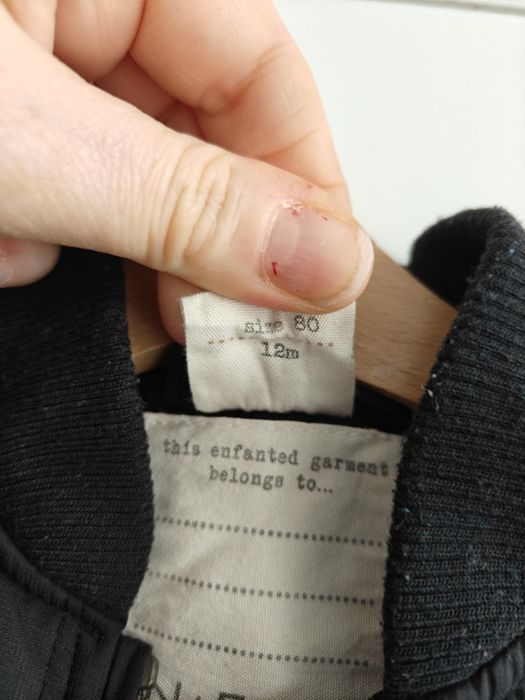 size 80
12m
this enfanted garment
belongs to...